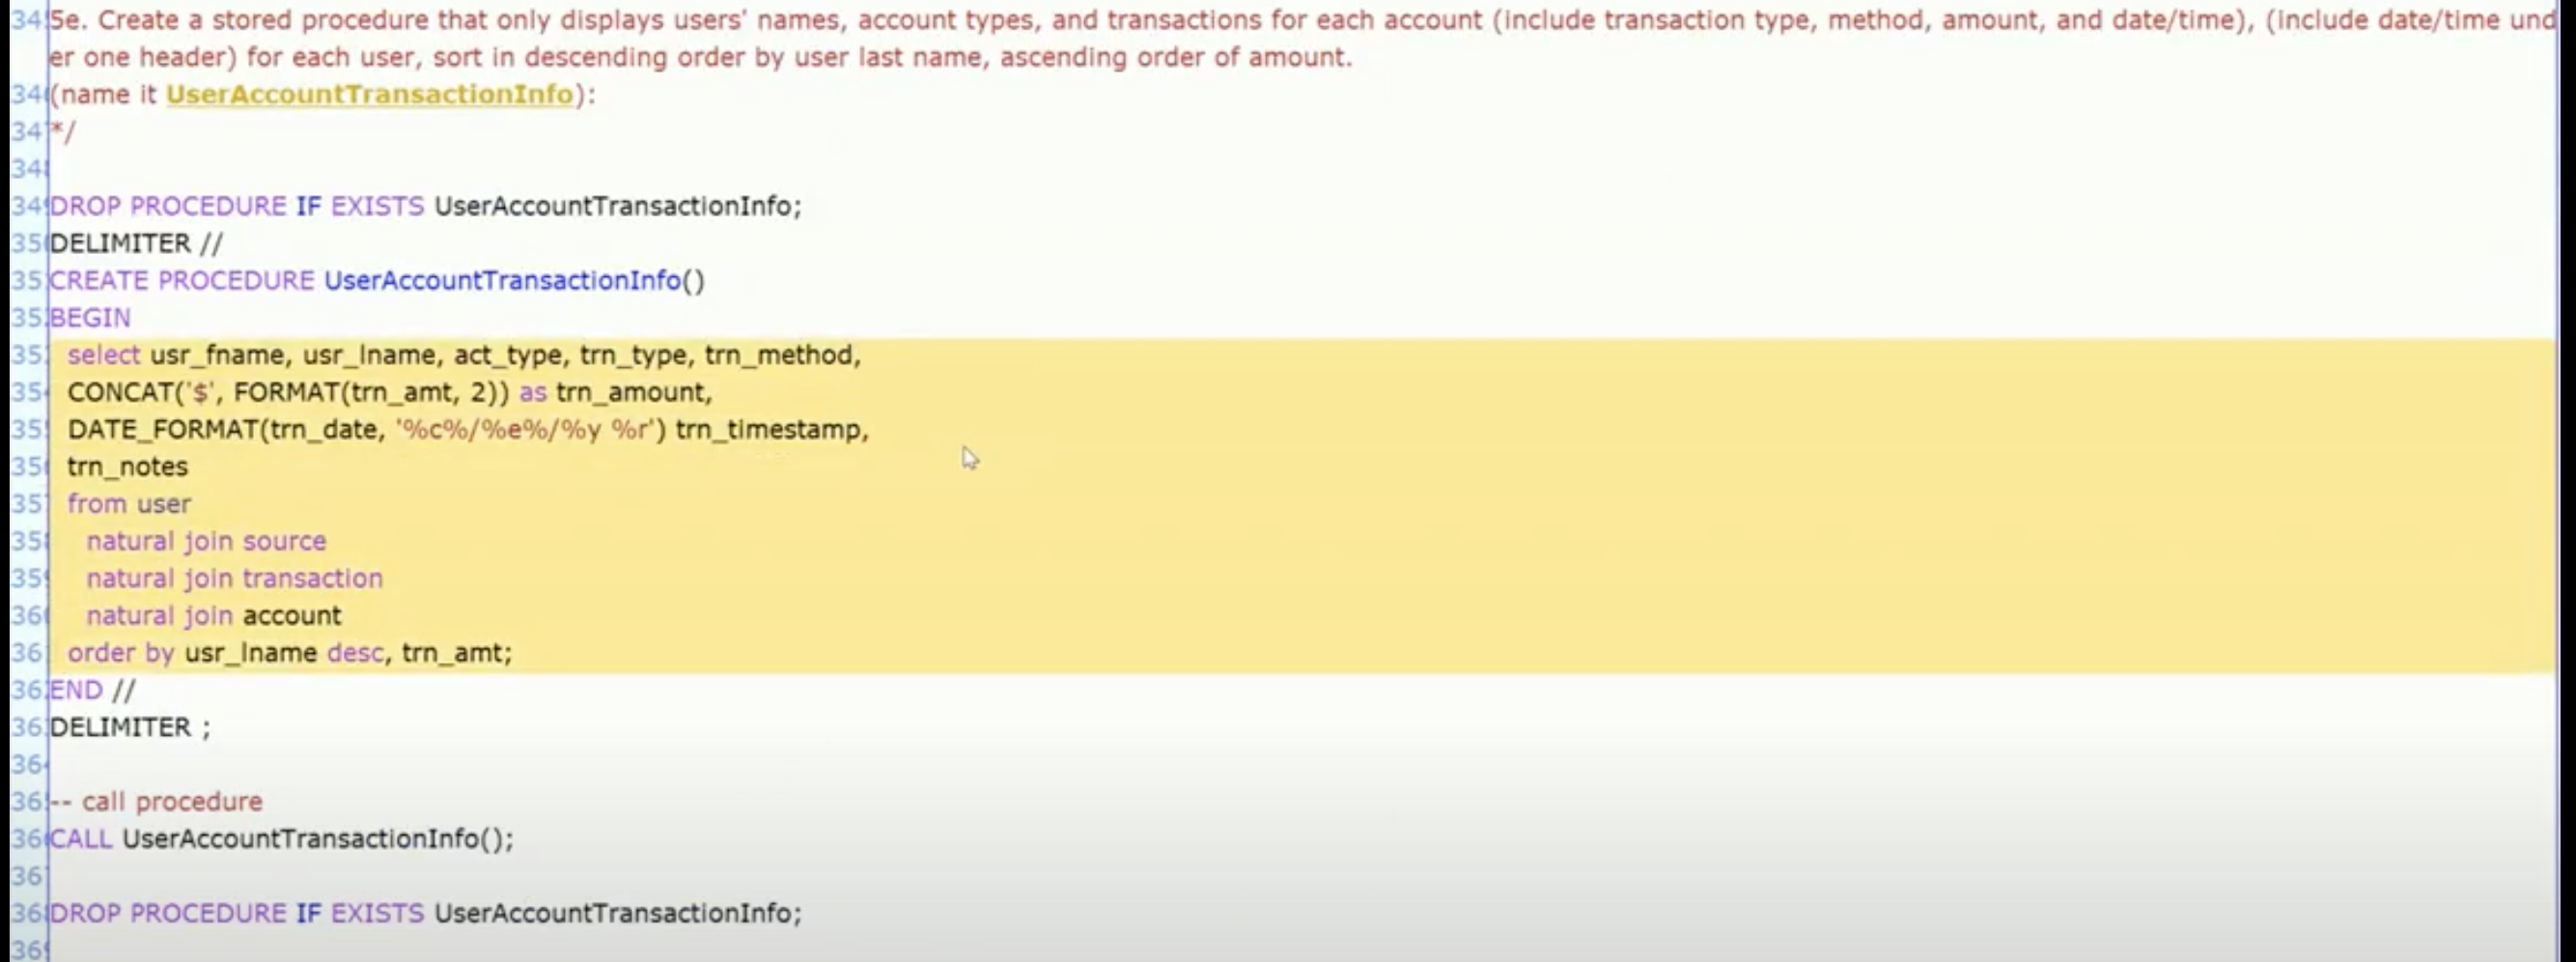 34 5e. Create a stored procedure that only displays users' names, account types, and transactions for each account (include transaction type, method, amount, and date/time), (include date/time und
er one header) for each user, sort in descending order by user last name, ascending order of amount.
34 (name it UserAccountTransactionInfo):
34 */
34
34 DROP PROCEDURE IF EXISTS UserAccountTransactionInfo;
35 DELIMITER //
35 CREATE PROCEDURE UserAccountTransactionInfo()
35 BEGIN
35 select usr_fname, usr_lname, act_type, trn_type, trn_method,
35 CONCAT('$', FORMAT(trn_amt, 2)) as trn_amount,
35 DATE_FORMAT(trn_date, '%c%/%e%/%y %r') trn_timestamp,
35 trn_notes
35 from user
35 natural join source
35 natural join transaction
36 natural join account
36 order by usr_lname desc, trn_amt;
36 END //
36 DELIMITER ;
36
36 -- call procedure
36 CALL UserAccountTransactionInfo();
36
36 DROP PROCEDURE IF EXISTS UserAccountTransactionInfo;
36